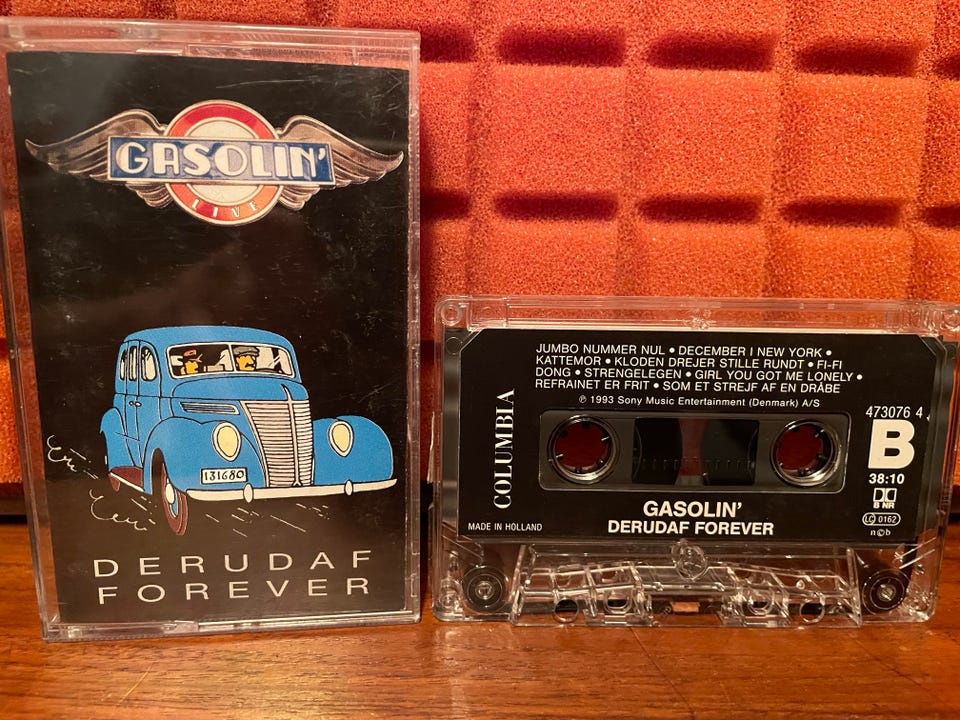 GASOLIN'
LIVE
131680
DERUDAF
FOREVER
JUMBO NUMMER NUL • DECEMBER I NEW YORK •
KATTEMOR • KLODEN DREJER STILLE RUNDT • FI-FI
DONG • STRENGELEGEN • GIRL YOU GOT ME LONELY •
REFRAINET ER FRIT • SOM ET STREJF AF EN DRÅBE
℗ 1993 Sony Music Entertainment (Denmark) A/S
COLUMBIA
473076 4
B
38:10
B NR
LC 0162
n©b
GASOLIN'
DERUDAF FOREVER
MADE IN HOLLAND